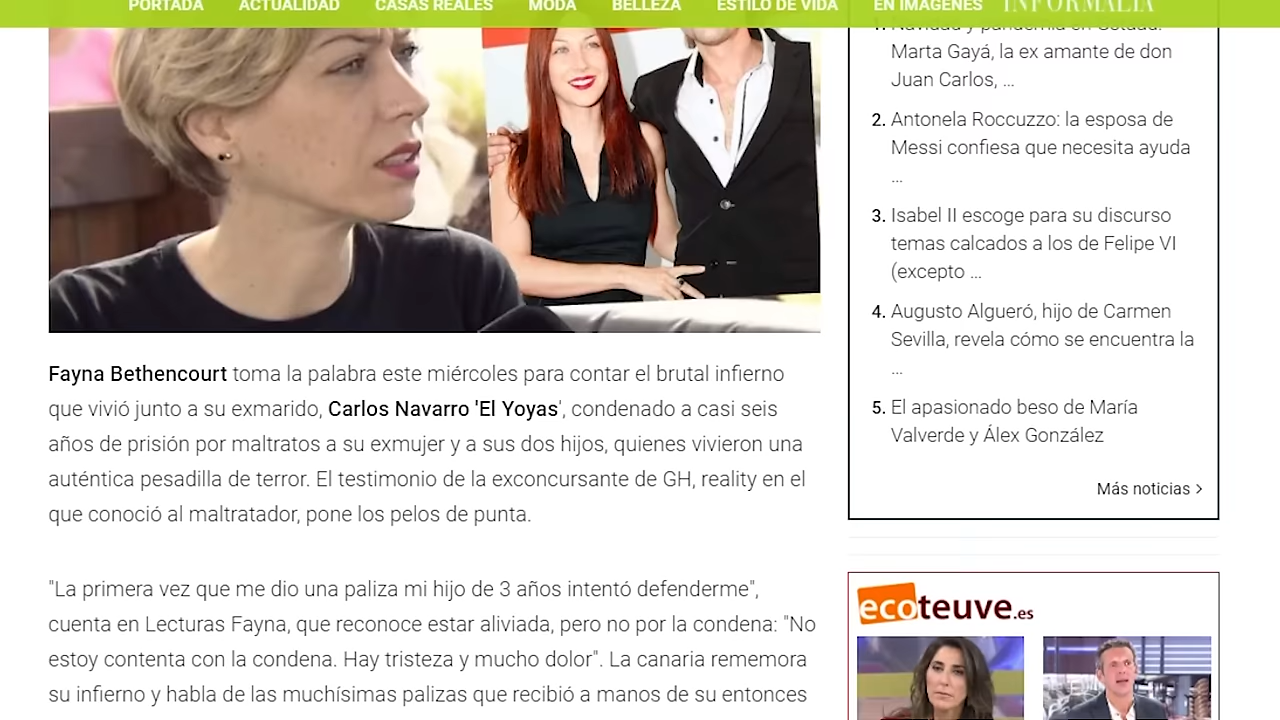 PORTADA ACTUALIDAD CASAS REALES MODA BELLEZA ESTILO DE VIDA EN IMÁGENES INFORMALIA
1. Navidad y pandemia en Gstaad:
Marta Gayá, la ex amante de don
Juan Carlos, ...
2. Antonela Roccuzzo: la esposa de
Messi confiesa que necesita ayuda
...
3. Isabel II escoge para su discurso
temas calcados a los de Felipe VI
(excepto ...
4. Augusto Algueró, hijo de Carmen
Sevilla, revela cómo se encuentra la
...
5. El apasionado beso de María
Valverde y Álex González
Más noticias >
Fayna Bethencourt toma la palabra este miércoles para contar el brutal infierno
que vivió junto a su exmarido, Carlos Navarro 'El Yoyas', condenado a casi seis
años de prisión por maltratos a su exmujer y a sus dos hijos, quienes vivieron una
auténtica pesadilla de terror. El testimonio de la exconcursante de GH, reality en el
que conoció al maltratador, pone los pelos de punta.
"La primera vez que me dio una paliza mi hijo de 3 años intentó defenderme",
cuenta en Lecturas Fayna, que reconoce estar aliviada, pero no por la condena: "No
estoy contenta con la condena. Hay tristeza y mucho dolor". La canaria rememora
su infierno y habla de las muchísimas palizas que recibió a manos de su entonces
ecoteuve.es